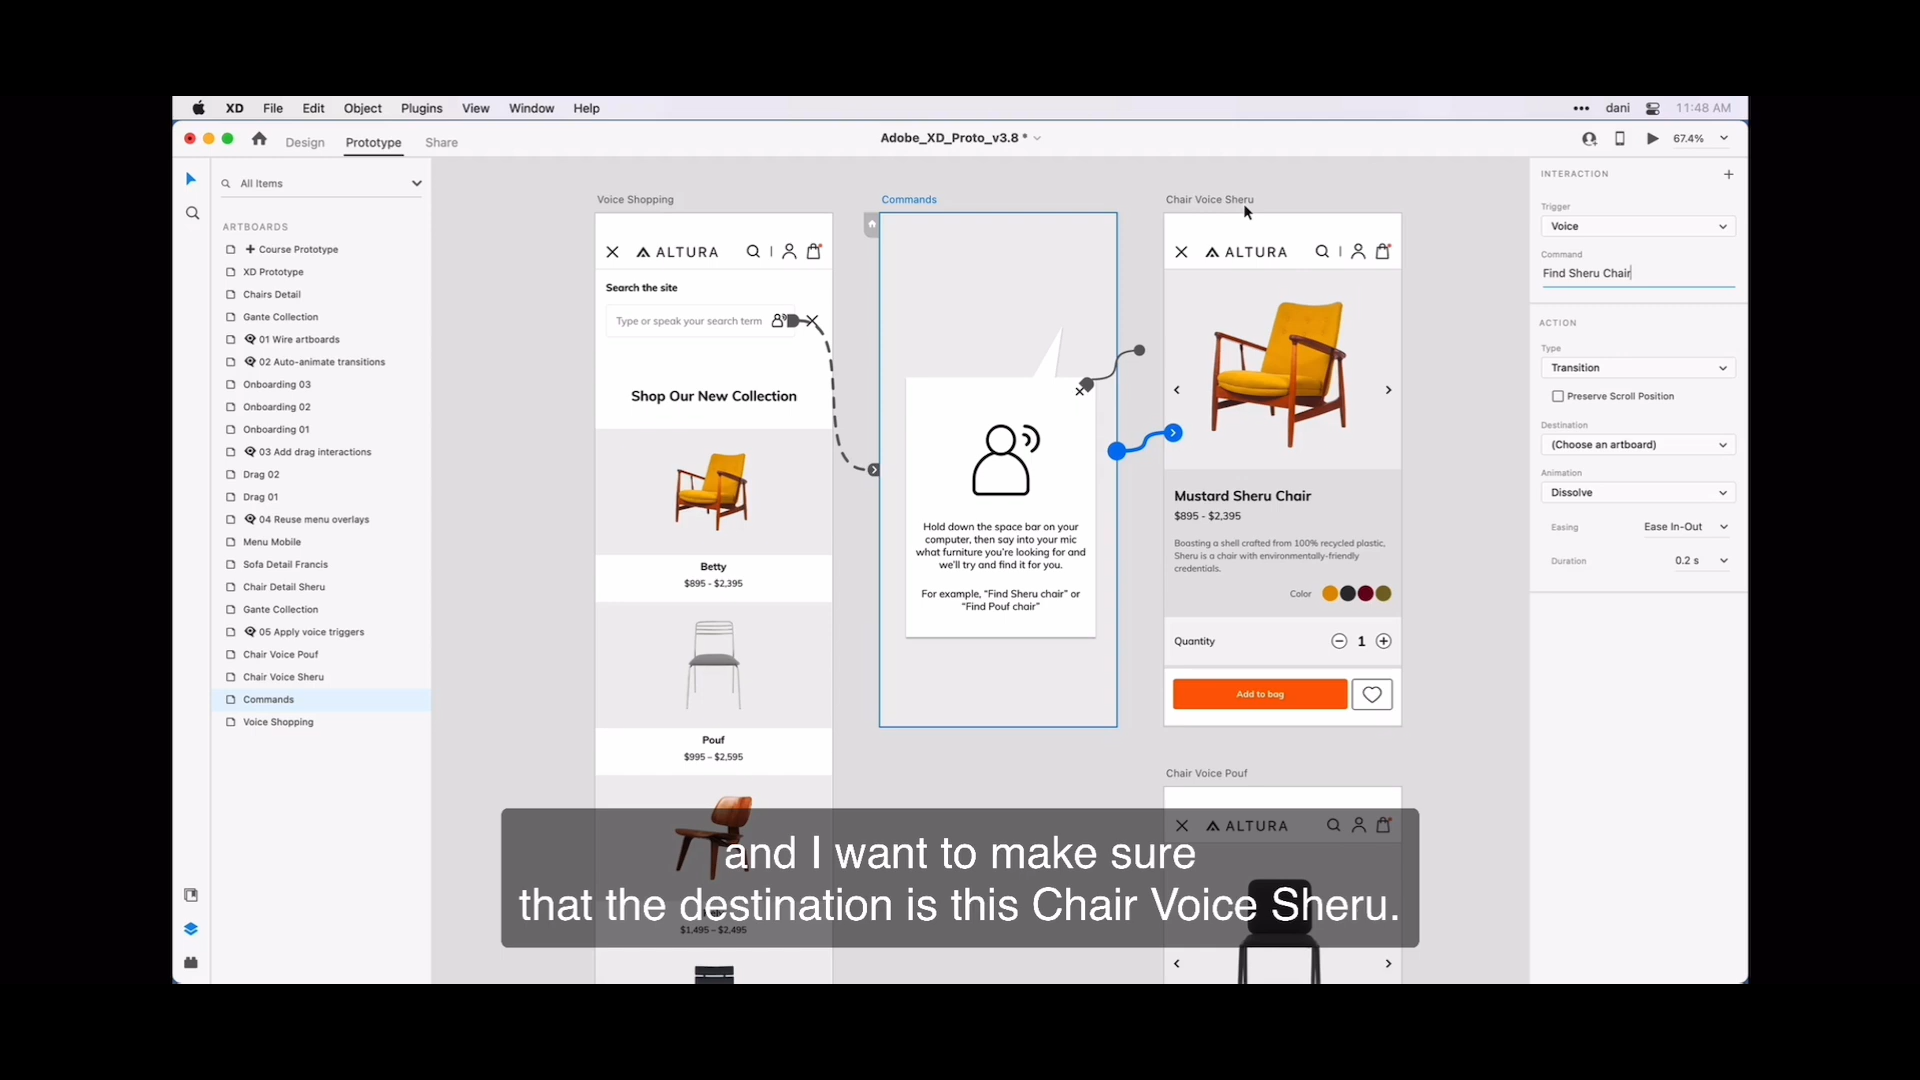 XD File Edit Object Plugins View Window Help
dani 11:48 AM
Design Prototype Share
Adobe_XD_Proto_v3.8 *
67.4%
All Items
ARTBOARDS
Course Prototype
XD Prototype
Chairs Detail
Gante Collection
01 Wire artboards
02 Auto-animate transitions
Onboarding 03
Onboarding 02
Onboarding 01
03 Add drag interactions
Drag 02
Drag 01
04 Reuse menu overlays
Menu Mobile
Sofa Detail Francis
Chair Detail Sheru
Gante Collection
05 Apply voice triggers
Chair Voice Pouf
Chair Voice Sheru
Commands
Voice Shopping
Voice Shopping
ALTURA
Search the site
Type or speak your search term
Shop Our New Collection
Betty
$895 - $2,395
Pouf
$995 – $2,595
$1,495 – $2,495
Commands
Hold down the space bar on your
computer, then say into your mic
what furniture you're looking for and
we'll try and find it for you.
For example, “Find Sheru chair” or
“Find Pouf chair”
Chair Voice Sheru
ALTURA
Mustard Sheru Chair
$895 - $2,395
Boasting a shell crafted from 100% recycled plastic,
Sheru is a chair with environmentally-friendly
credentials.
Color
Quantity 1
Add to bag
Chair Voice Pouf
ALTURA
INTERACTION
Trigger
Voice
Command
Find Sheru Chair
ACTION
Type
Transition
Preserve Scroll Position
Destination
(Choose an artboard)
Animation
Dissolve
Easing Ease In-Out
Duration 0.2 s
and I want to make sure
that the destination is this Chair Voice Sheru.